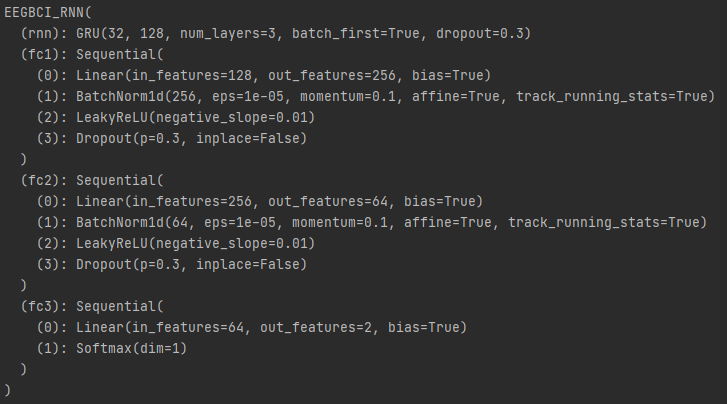 EEGBCI_RNN(
  (rnn): GRU(32, 128, num_layers=3, batch_first=True, dropout=0.3)
  (fc1): Sequential(
    (0): Linear(in_features=128, out_features=256, bias=True)
    (1): BatchNorm1d(256, eps=1e-05, momentum=0.1, affine=True, track_running_stats=True)
    (2): LeakyReLU(negative_slope=0.01)
    (3): Dropout(p=0.3, inplace=False)
  )
  (fc2): Sequential(
    (0): Linear(in_features=256, out_features=64, bias=True)
    (1): BatchNorm1d(64, eps=1e-05, momentum=0.1, affine=True, track_running_stats=True)
    (2): LeakyReLU(negative_slope=0.01)
    (3): Dropout(p=0.3, inplace=False)
  )
  (fc3): Sequential(
    (0): Linear(in_features=64, out_features=2, bias=True)
    (1): Softmax(dim=1)
  )
)